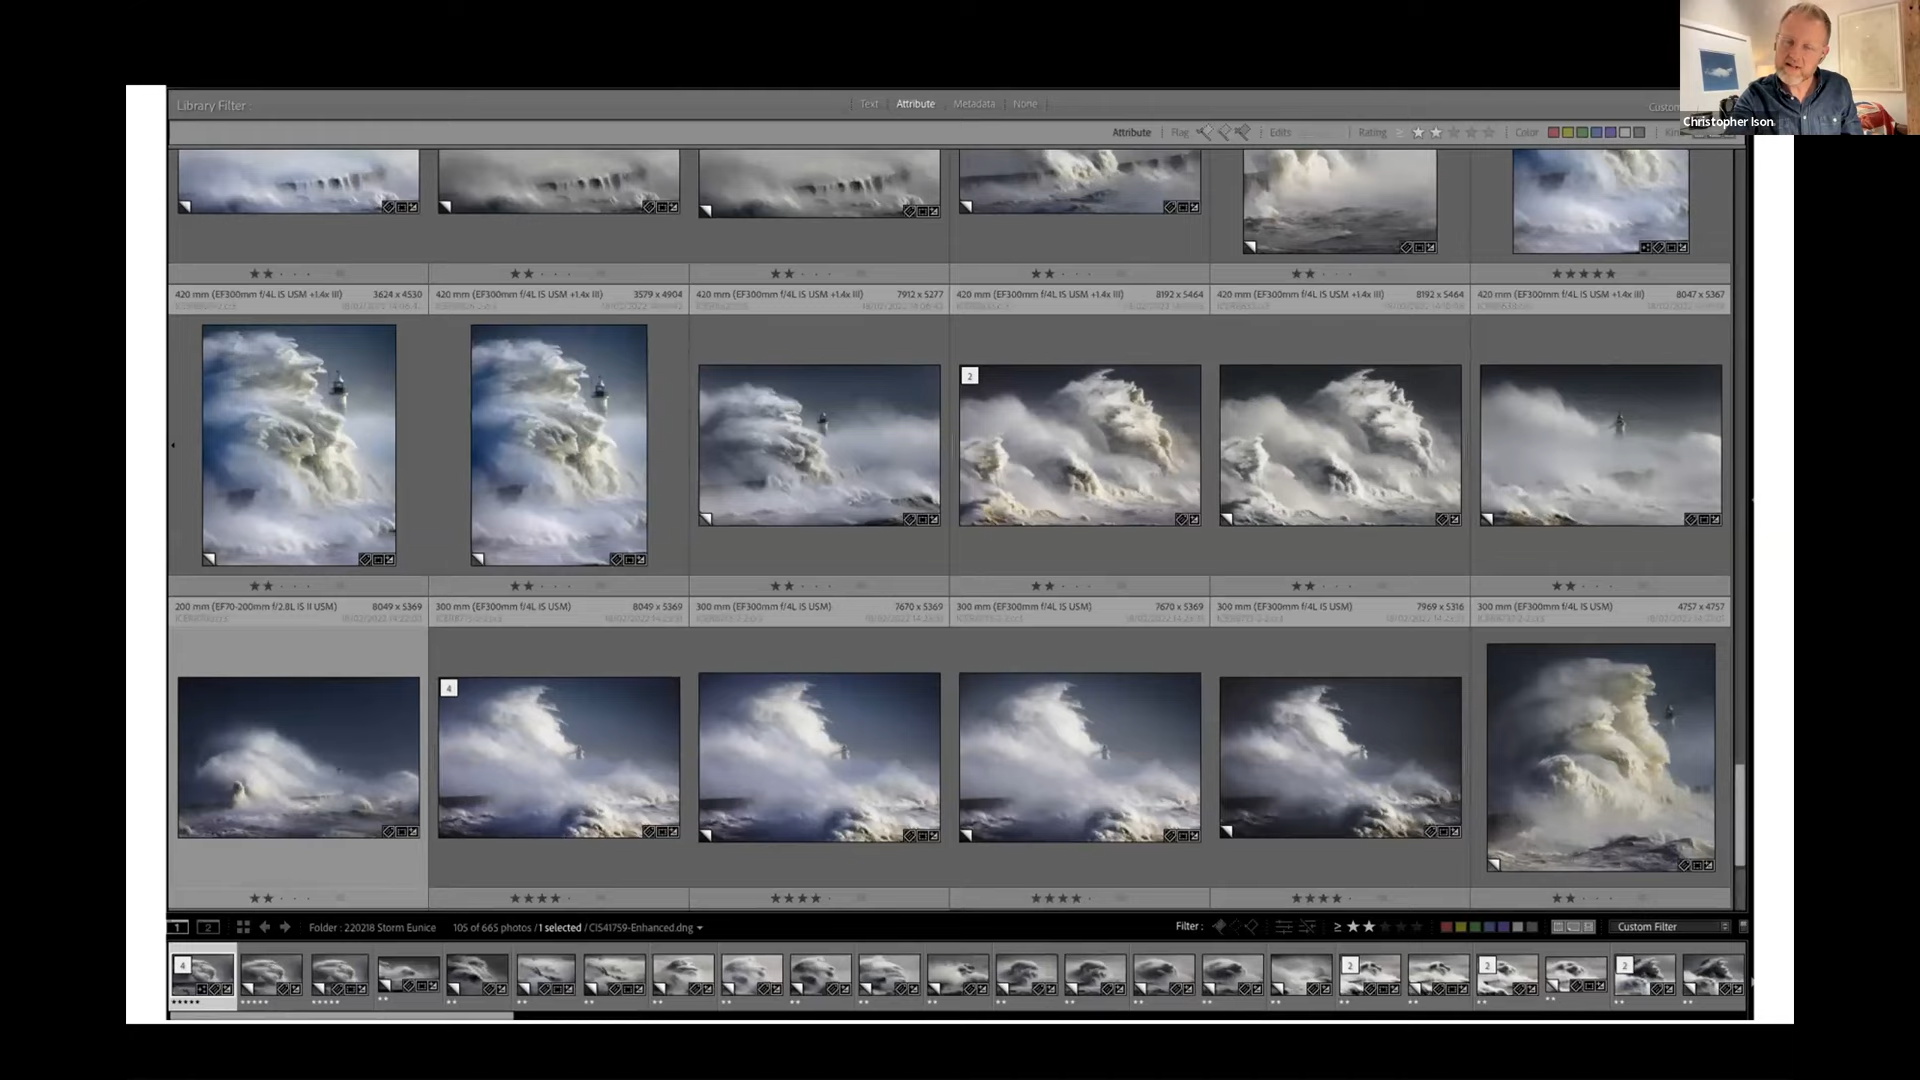 Library Filter :
Text Attribute Metadata None
Custom
Christopher Ison
Attribute Flag Edits Rating ≥ Color
420 mm (EF300mm f/4L IS USM +1.4x III) 3624 x 4530
420 mm (EF300mm f/4L IS USM +1.4x III) 3579 x 4904
420 mm (EF300mm f/4L IS USM +1.4x III) 7912 x 5277
420 mm (EF300mm f/4L IS USM +1.4x III) 8192 x 5464
420 mm (EF300mm f/4L IS USM +1.4x III) 8192 x 5464
420 mm (EF300mm f/4L IS USM +1.4x III) 8047 x 5367
2
200 mm (EF70-200mm f/2.8L IS II USM) 8049 x 5369
300 mm (EF300mm f/4L IS USM) 8049 x 5369
300 mm (EF300mm f/4L IS USM) 7670 x 5369
300 mm (EF300mm f/4L IS USM) 7670 x 5369
300 mm (EF300mm f/4L IS USM) 7969 x 5316
300 mm (EF300mm f/4L IS USM) 4757 x 4757
4
1 2 Folder : 220218 Storm Eunice 105 of 665 photos / 1 selected / CIS41759-Enhanced.dng Filter : ≥ Custom Filter
4 2 2 2